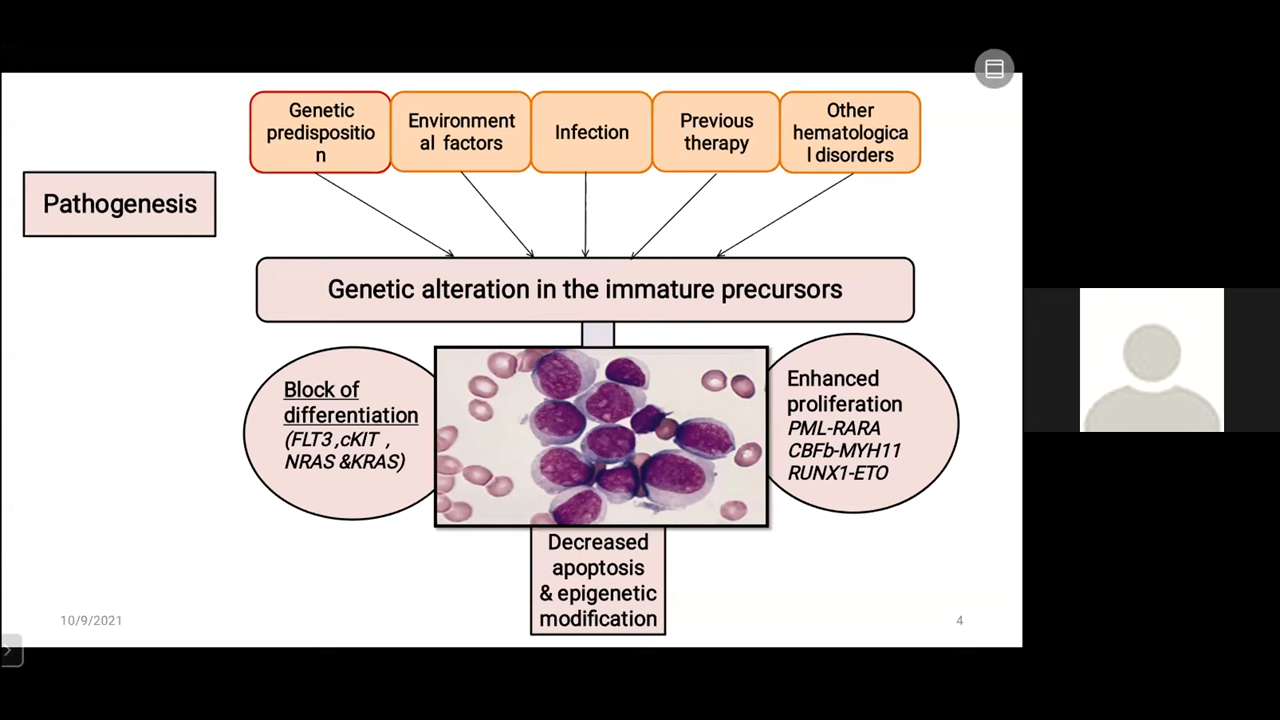 Genetic
predispositio
n
Environment
al factors
Infection
Previous
therapy
Other
hematologica
l disorders
Pathogenesis
Genetic alteration in the immature precursors
Block of
differentiation
(FLT3 ,cKIT ,
NRAS &KRAS)
Enhanced
proliferation
PML-RARA
CBFb-MYH11
RUNX1-ETO
Decreased
apoptosis
& epigenetic
modification
10/9/2021
4